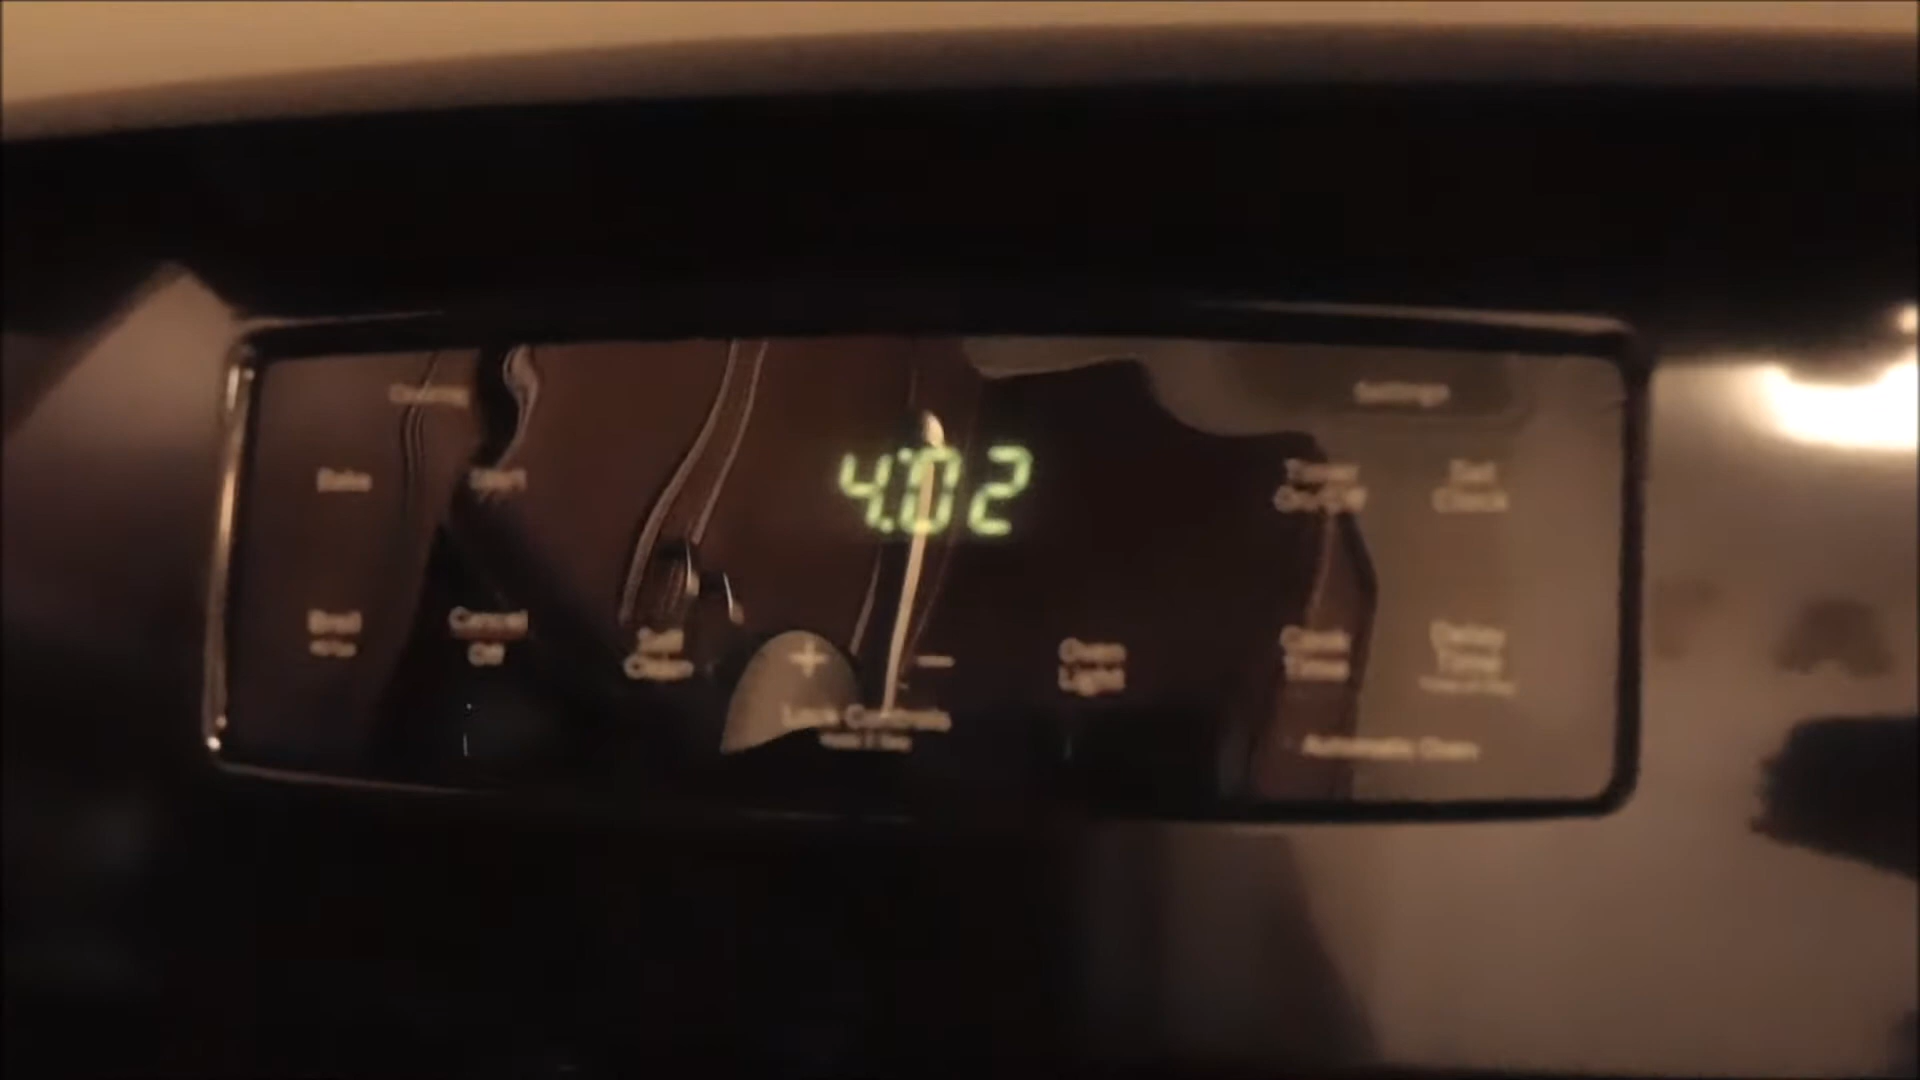 Settings
4:02
Bake
Start
Timer
On/Off
Set
Clock
Broil
Cancel
Off
Self
Clean
+
−
Oven
Light
Cook
Time
Delay
Time
Lock Controls
Automatic Oven